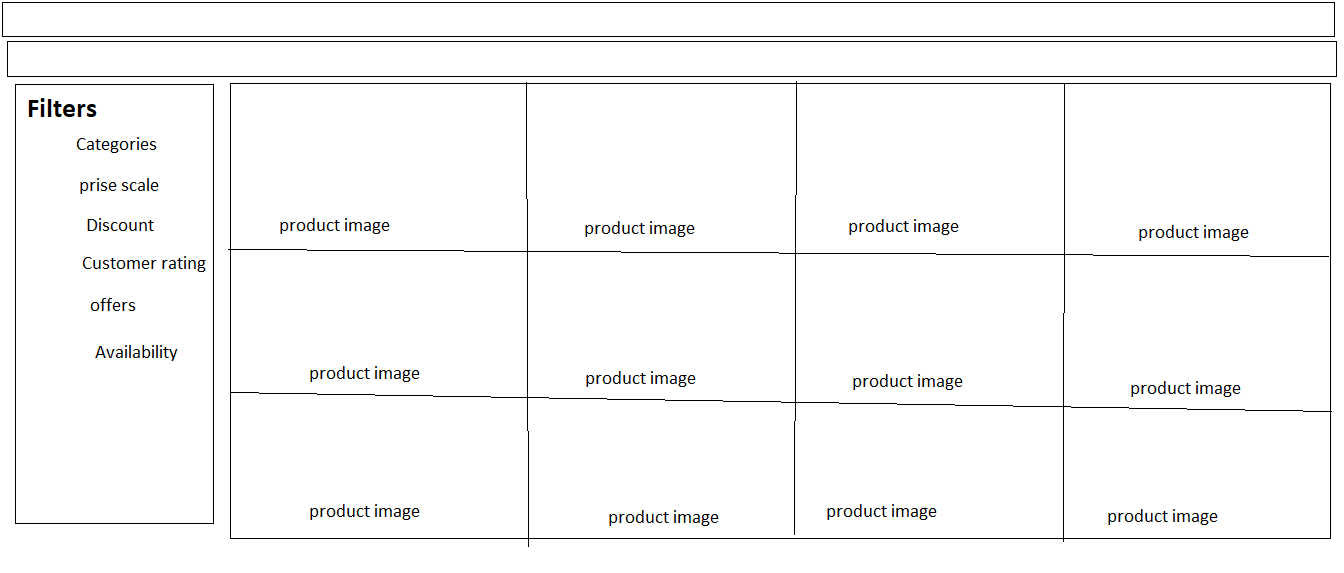 Filters
Categories
prise scale
Discount
Customer rating
offers
Availability
product image
product image
product image
product image
product image
product image
product image
product image
product image
product image
product image
product image